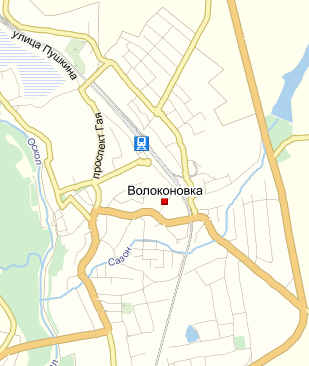 улица Пушкина
проспект Гая
Оскол
Волоконовка
Сазон